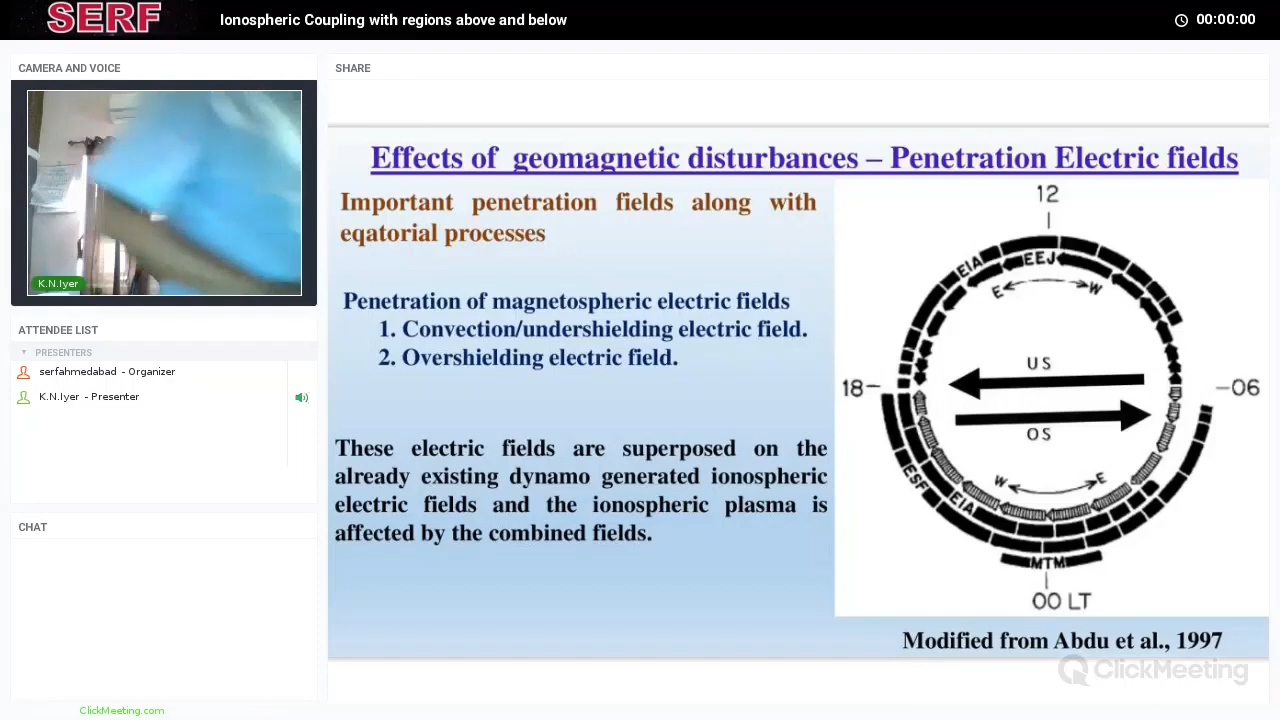 SERF
Ionospheric Coupling with regions above and below
00:00:00
CAMERA AND VOICE
K.N.Iyer
ATTENDEE LIST
PRESENTERS
serfahmedabad - Organizer
K.N.Iyer - Presenter
CHAT
ClickMeeting.com
SHARE
Effects of geomagnetic disturbances – Penetration Electric fields
Important penetration fields along with
eqatorial processes
Penetration of magnetospheric electric fields
1. Convection/undershielding electric field.
2. Overshielding electric field.
These electric fields are superposed on the
already existing dynamo generated ionospheric
electric fields and the ionospheric plasma is
affected by the combined fields.
12
EIA
EEJ
E W
US
18
06
OS
W E
ESF
EIA
MTM
00 LT
Modified from Abdu et al., 1997
ClickMeeting